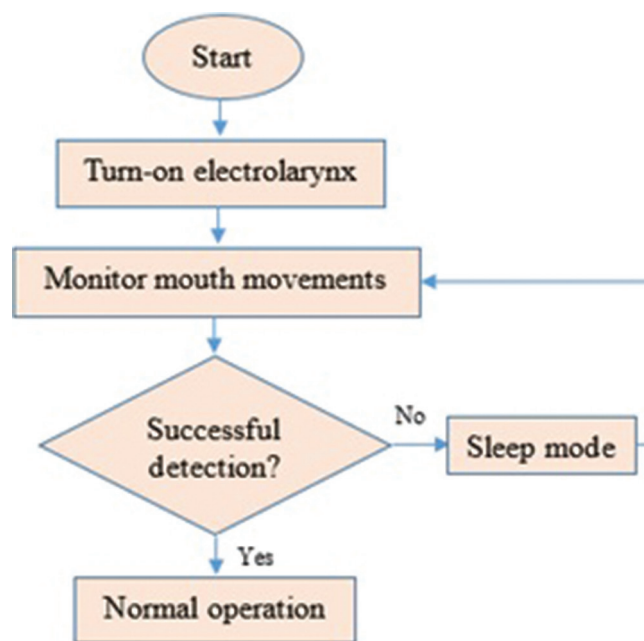 Start
Turn-on electrolarynx
Monitor mouth movements
Successful
detection?
No
Sleep mode
Yes
Normal operation